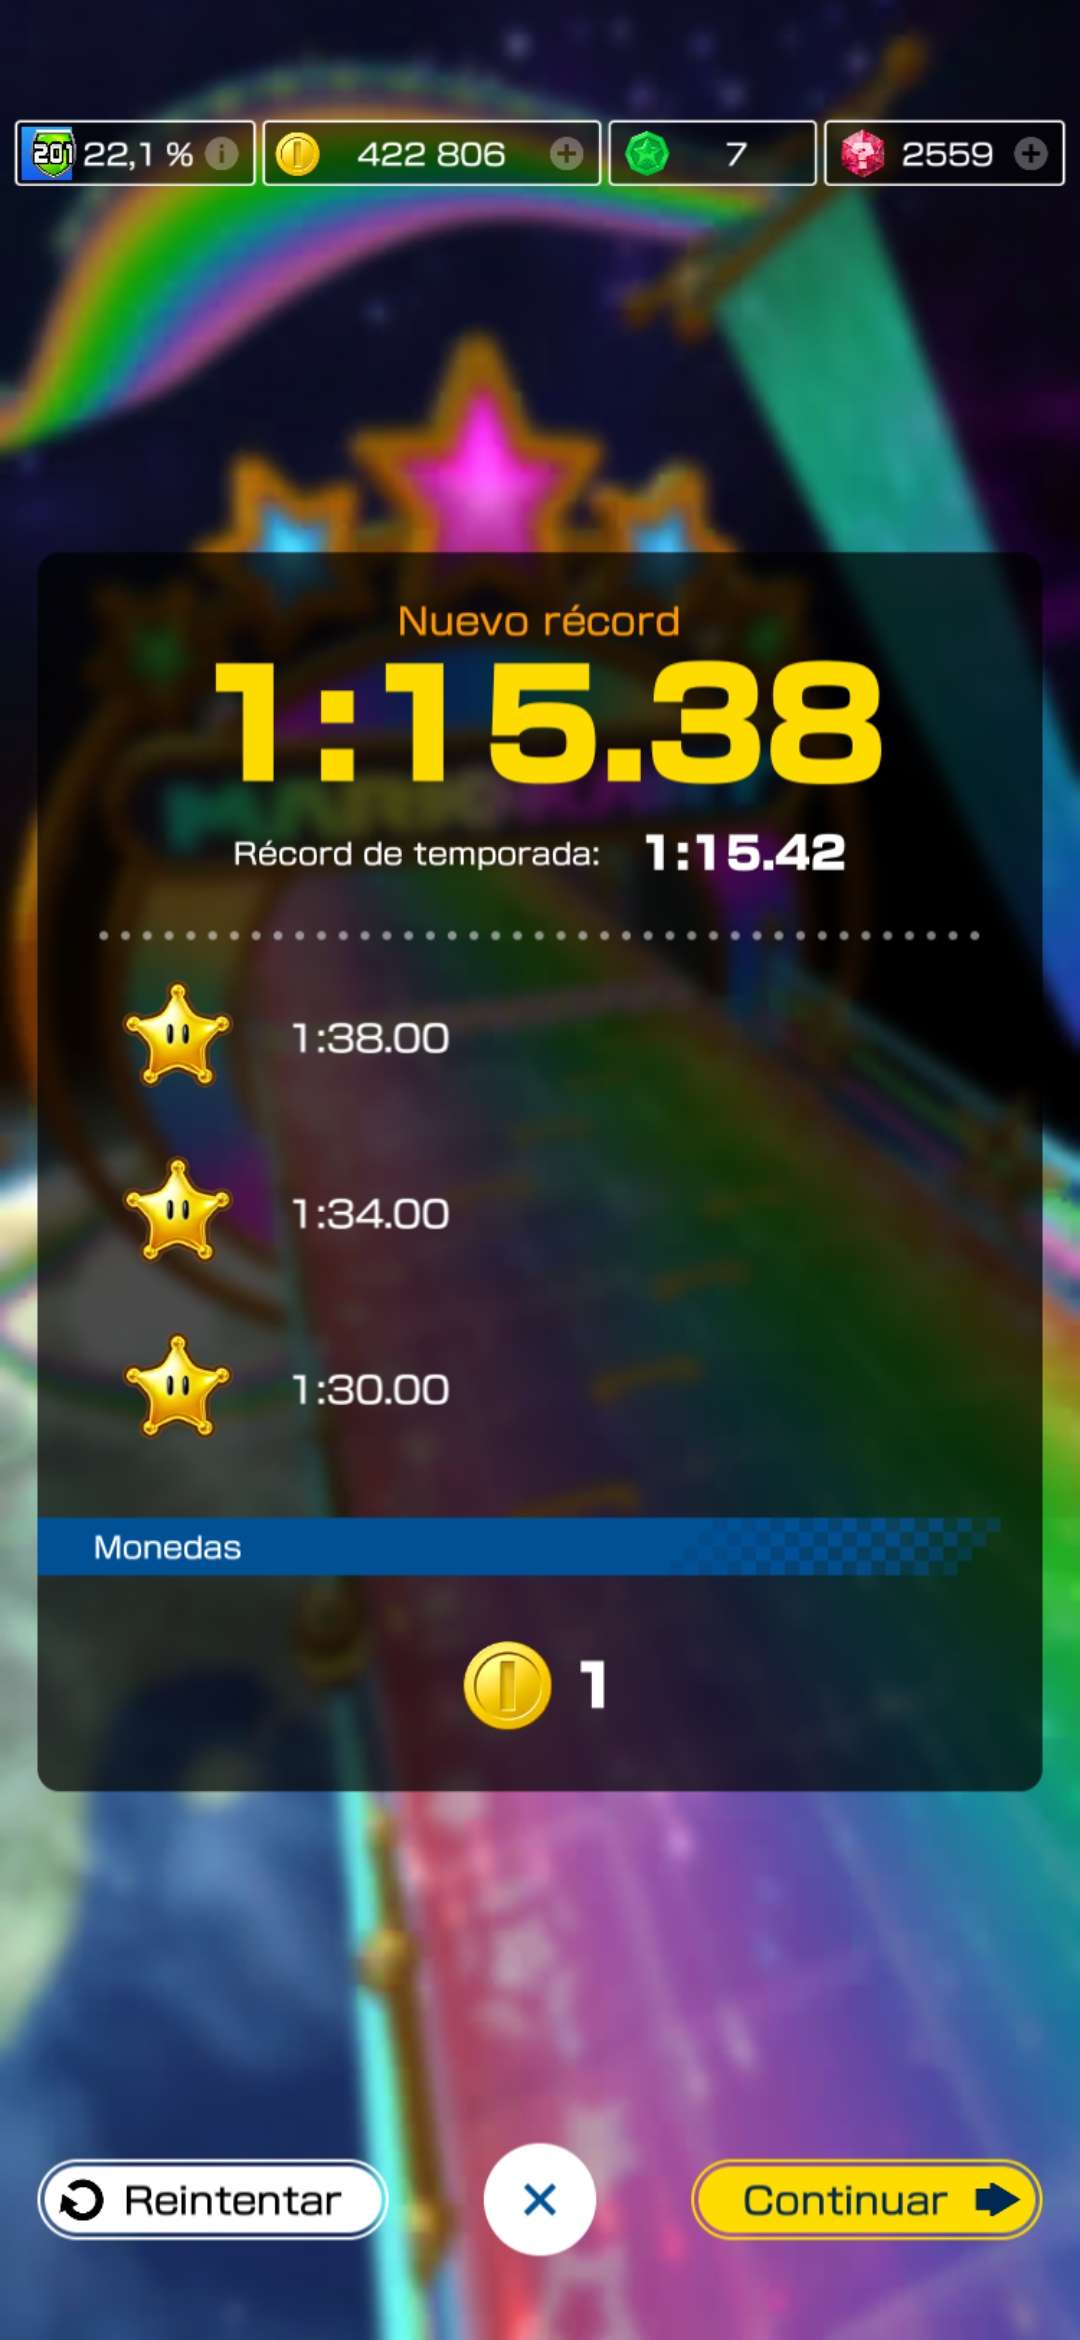 201 22,1 % i 422 806 + 7 2559 +
Nuevo récord
1:15.38
Récord de temporada: 1:15.42
1:38.00
1:34.00
1:30.00
Monedas
1
Reintentar × Continuar